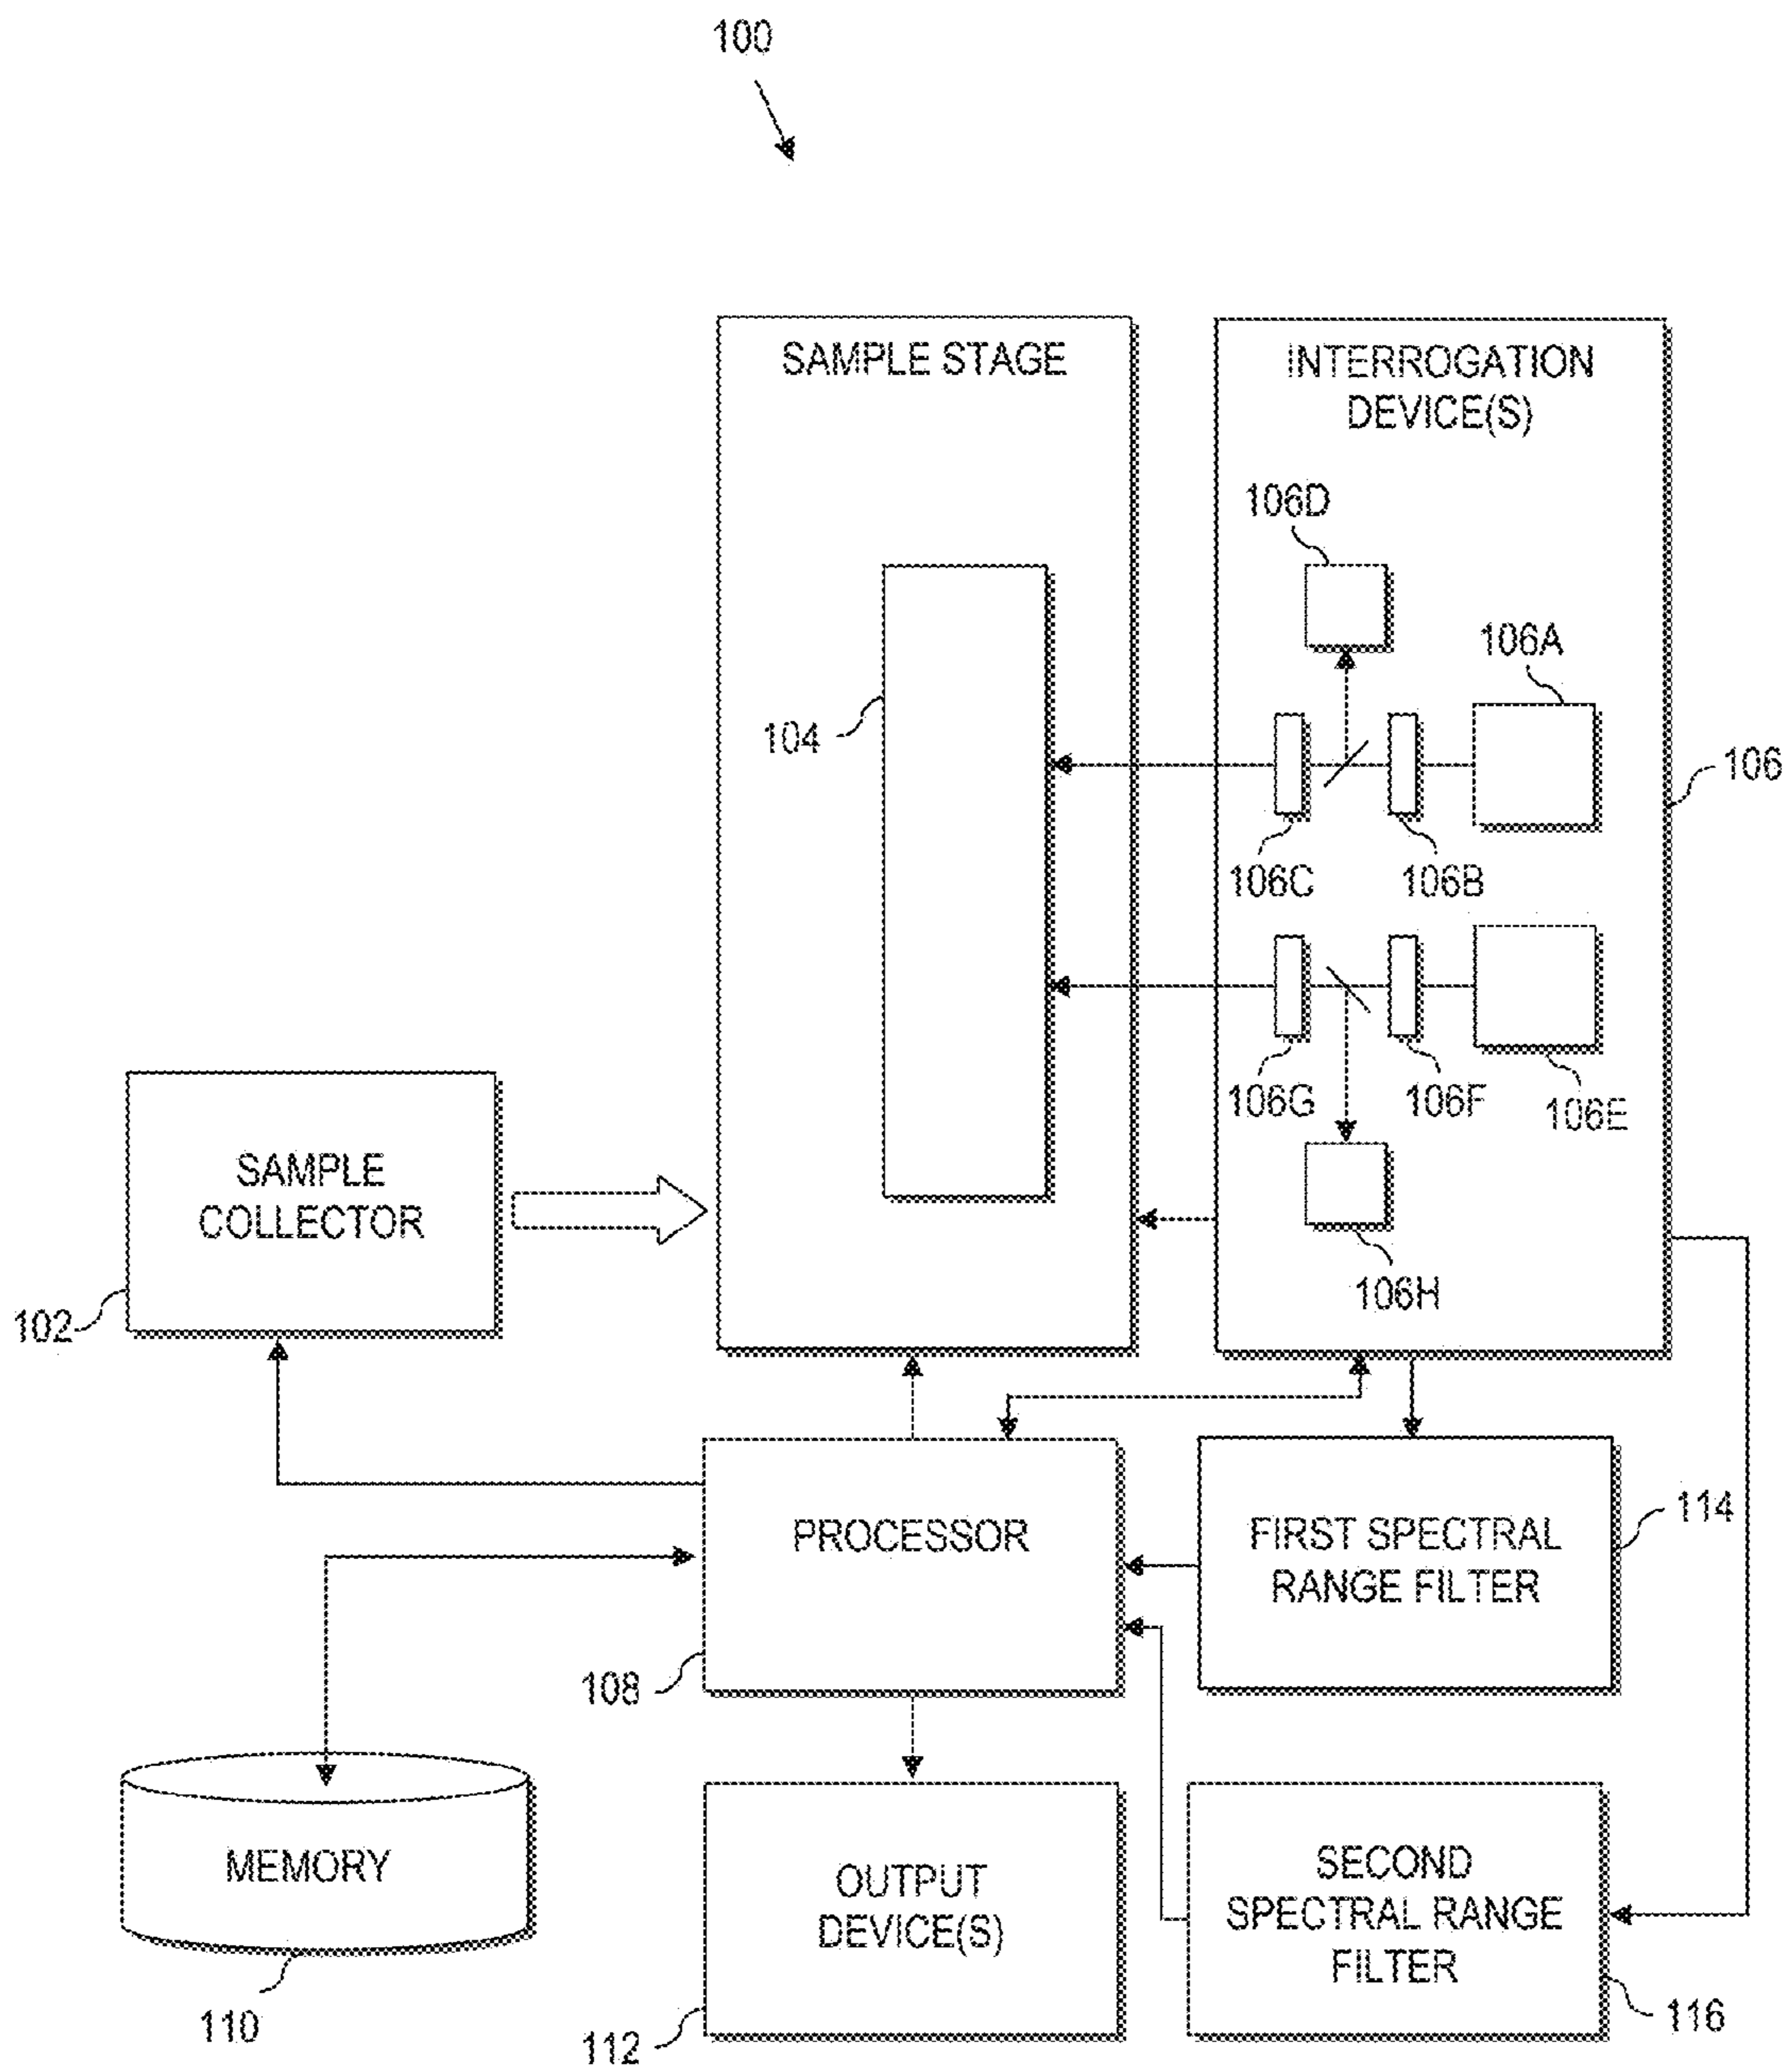 100
SAMPLE STAGE
INTERROGATION
DEVICE(S)
106D
106A
104
106
106C
106B
106G
106F
106E
SAMPLE
COLLECTOR
106H
102
PROCESSOR
FIRST SPECTRAL
RANGE FILTER
114
108
MEMORY
OUTPUT
DEVICE(S)
SECOND
SPECTRAL RANGE
FILTER
110
112
116